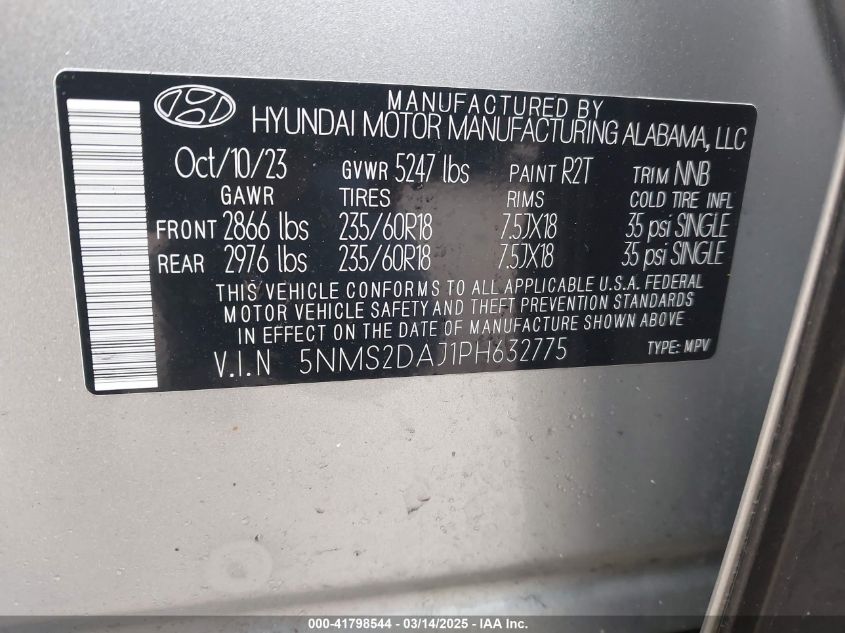 MANUFACTURED BY
HYUNDAI MOTOR MANUFACTURING ALABAMA, LLC
Oct/10/23 GVWR 5247 lbs PAINT R2T TRIM NNB
GAWR TIRES RIMS COLD TIRE INFL
FRONT 2866 lbs 235/60R18 7.5JX18 35 psi SINGLE
REAR 2976 lbs 235/60R18 7.5JX18 35 psi SINGLE
THIS VEHICLE CONFORMS TO ALL APPLICABLE U.S.A. FEDERAL
MOTOR VEHICLE SAFETY AND THEFT PREVENTION STANDARDS
IN EFFECT ON THE DATE OF MANUFACTURE SHOWN ABOVE
V.I.N 5NMS2DAJ1PH632775 TYPE: MPV
000-41798544 - 03/14/2025 - IAAI.com